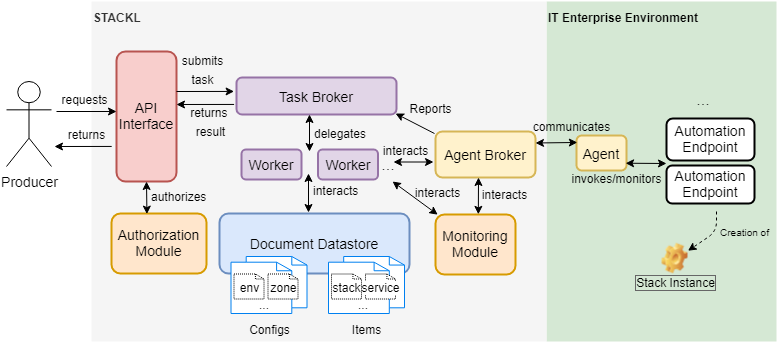 STACKL
IT Enterprise Environment
submits
task
requests
API
Interface
Task Broker
returns
result
Reports
...
returns
delegates
communicates
Automation
Endpoint
Producer
Worker
Worker
...
interacts
Agent Broker
Agent
invokes/monitors
Automation
Endpoint
authorizes
interacts
interacts
interacts
Authorization
Module
Document Datastore
Monitoring
Module
Creation of
env
zone
...
stack
service
...
Stack Instance
Configs
Items